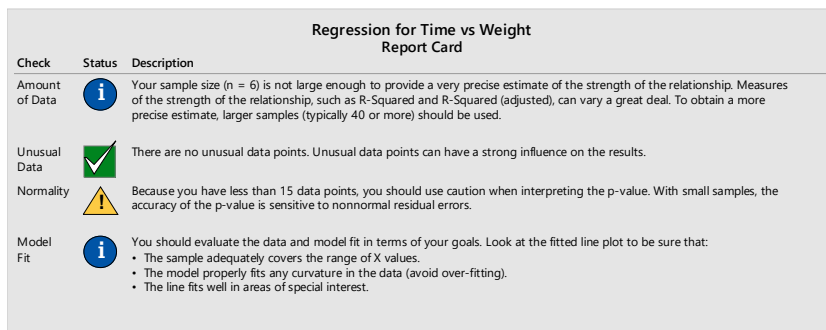 Regression for Time vs Weight
Report Card
Check Status Description
Amount
of Data
Your sample size (n = 6) is not large enough to provide a very precise estimate of the strength of the relationship. Measures
of the strength of the relationship, such as R-Squared and R-Squared (adjusted), can vary a great deal. To obtain a more
precise estimate, larger samples (typically 40 or more) should be used.
Unusual
Data
There are no unusual data points. Unusual data points can have a strong influence on the results.
Normality
Because you have less than 15 data points, you should use caution when interpreting the p-value. With small samples, the
accuracy of the p-value is sensitive to nonnormal residual errors.
Model
Fit
You should evaluate the data and model fit in terms of your goals. Look at the fitted line plot to be sure that:
• The sample adequately covers the range of X values.
• The model properly fits any curvature in the data (avoid over-fitting).
• The line fits well in areas of special interest.